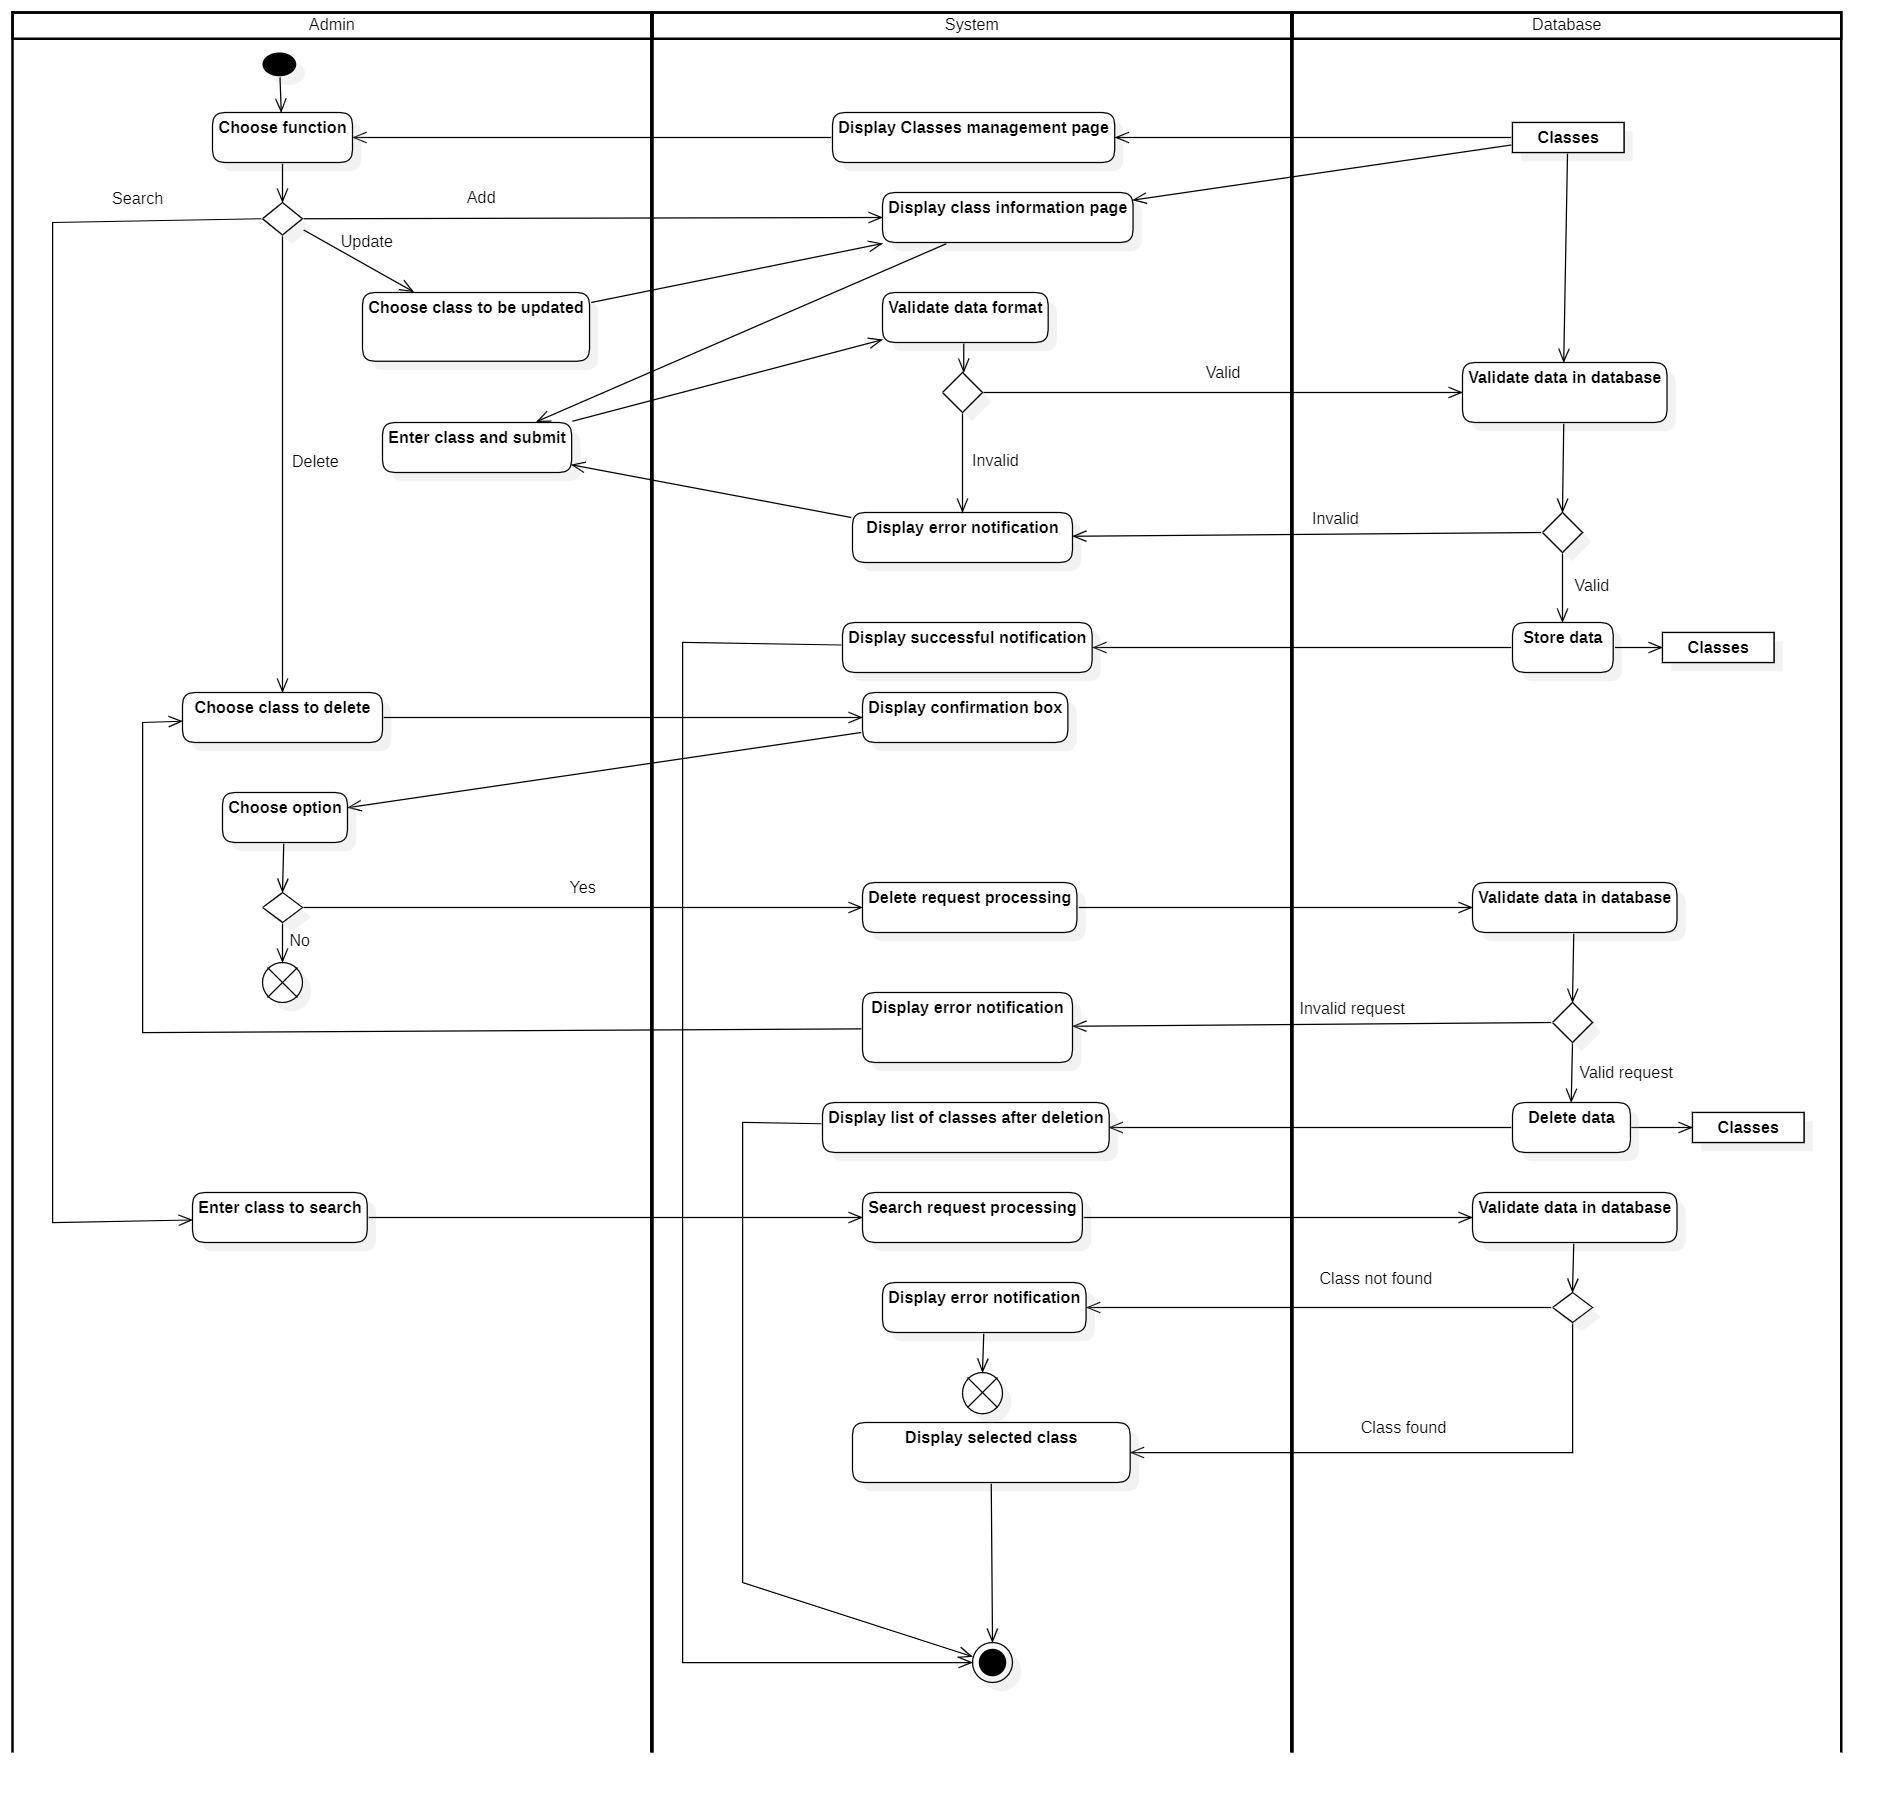 Admin
System
Database
Choose function
Display Classes management page
Classes
Search
Add
Display class information page
Update
Choose class to be updated
Validate data format
Valid
Validate data in database
Enter class and submit
Delete
Invalid
Display error notification
Invalid
Valid
Display successful notification
Store data
Classes
Choose class to delete
Display confirmation box
Choose option
Yes
Delete request processing
Validate data in database
No
Display error notification
Invalid request
Valid request
Display list of classes after deletion
Delete data
Classes
Enter class to search
Search request processing
Validate data in database
Class not found
Display error notification
Class found
Display selected class